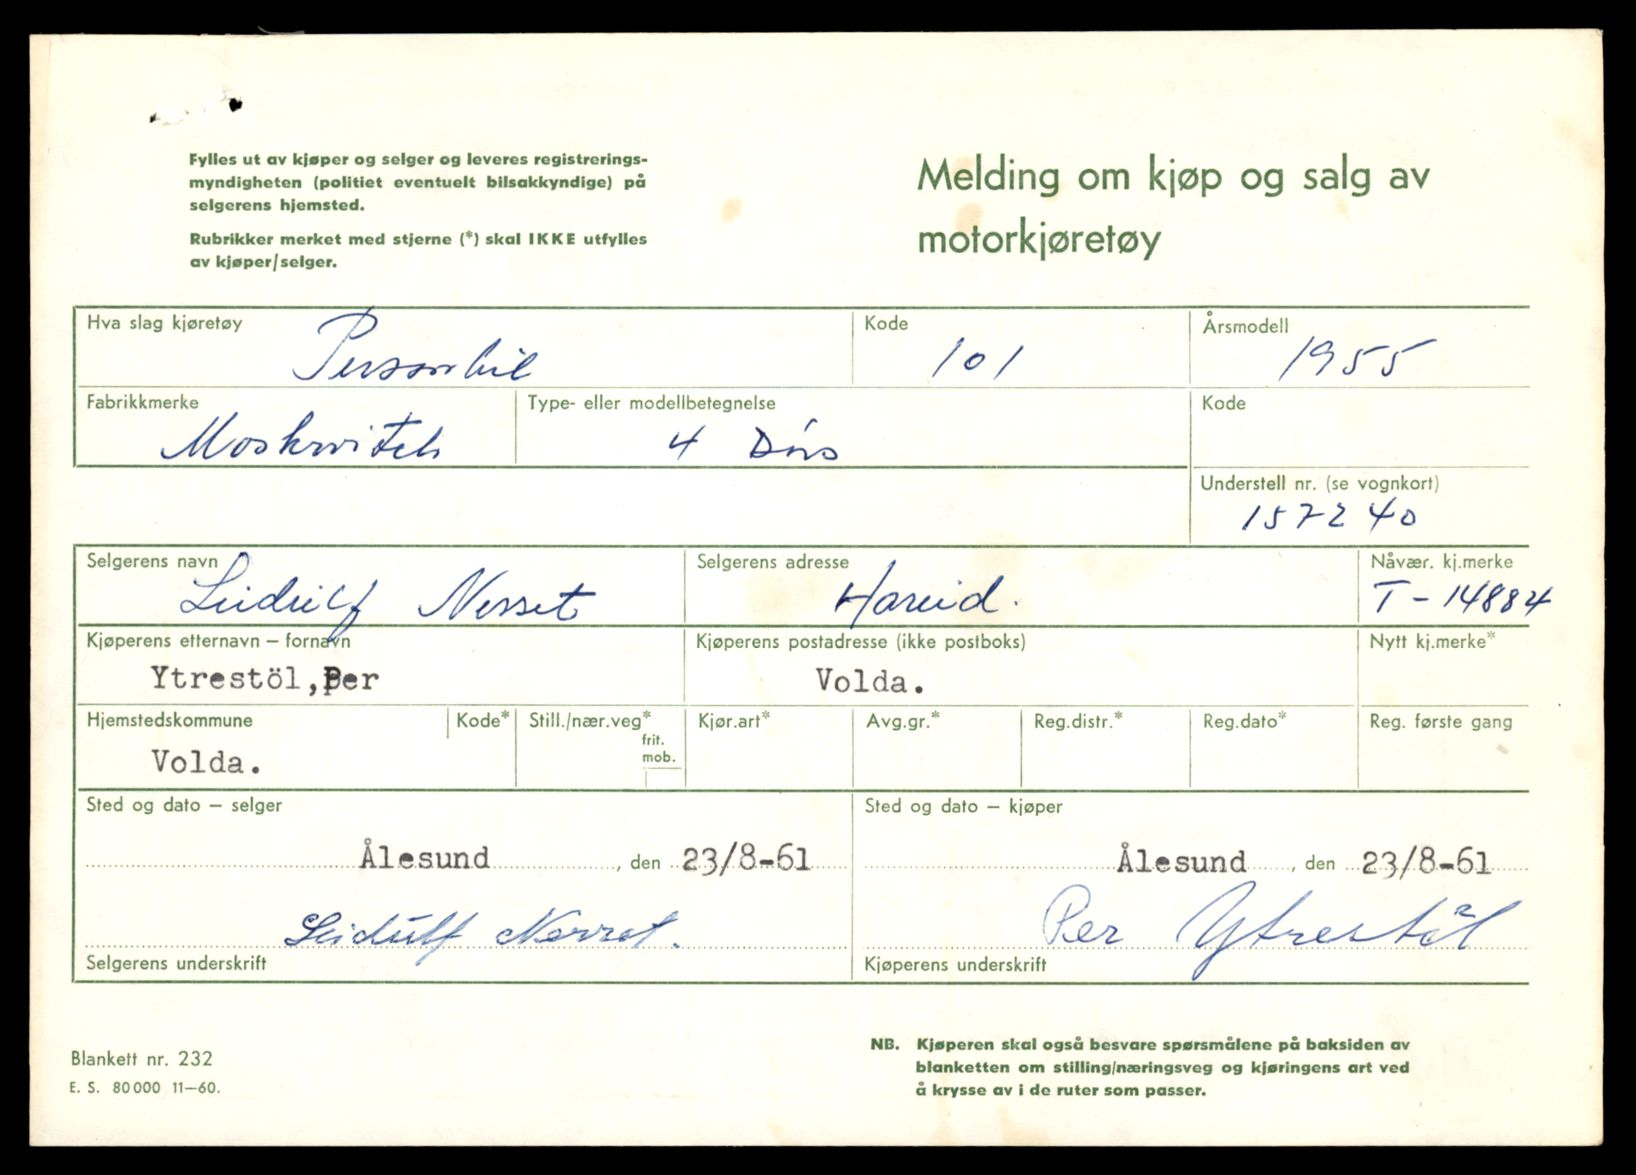 Fylles ut av kjøper og selger og leveres registrerings-
myndigheten (politiet eventuelt bilsakkyndige) på
selgerens hjemsted.
Rubrikker merket med stjerne (*) skal IKKE utfylles
av kjøper/selger.
Melding om kjøp og salg av
motorkjøretøy
Hva slag kjøretøy
Personbil
Kode
101
Årsmodell
1955
Fabrikkmerke
Moskwitch
Type- eller modellbetegnelse
4 Dörs
Kode
Understell nr. (se vognkort)
157240
Selgerens navn
Leidulf Nesset
Selgerens adresse
Hareid.
Nåvær. kj.merke
T-14884
Kjøperens etternavn – fornavn
Ytrestöl, Per
Kjøperens postadresse (ikke postboks)
Volda.
Nytt kj.merke*
Hjemstedskommune
Volda.
Kode*
Still./nær.veg*
frit.
mob.
Kjør.art*
Avg.gr.*
Reg.distr.*
Reg.dato*
Reg. første gang
Sted og dato – selger
Ålesund, den 23/8-61
Leidulf Nesset.
Selgerens underskrift
Sted og dato – kjøper
Ålesund, den 23/8-61
Per Ytrestöl
Kjøperens underskrift
Blankett nr. 232
E. S. 80000 11–60.
NB. Kjøperen skal også besvare spørsmålene på baksiden av
blanketten om stilling/næringsveg og kjøringens art ved
å krysse av i de ruter som passer.